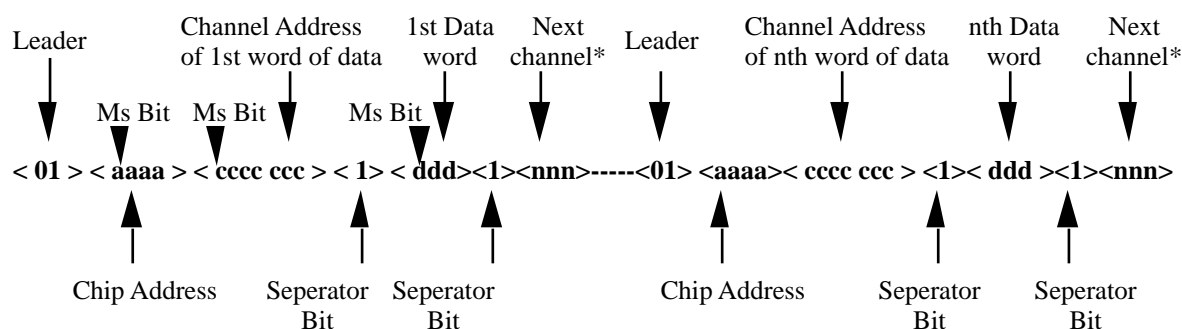 Leader
Channel Address
of 1st word of data
1st Data
word
Next
channel*
Leader
Channel Address
of nth word of data
nth Data
word
Next
channel*
Ms Bit
Ms Bit
Ms Bit
< 01 > < aaaa > < cccc ccc > < 1> < ddd><1><nnn>-----<01> <aaaa>< cccc ccc > <1>< ddd ><1><nnn>
Chip Address
Seperator
Bit
Seperator
Bit
Chip Address
Seperator
Bit
Seperator
Bit